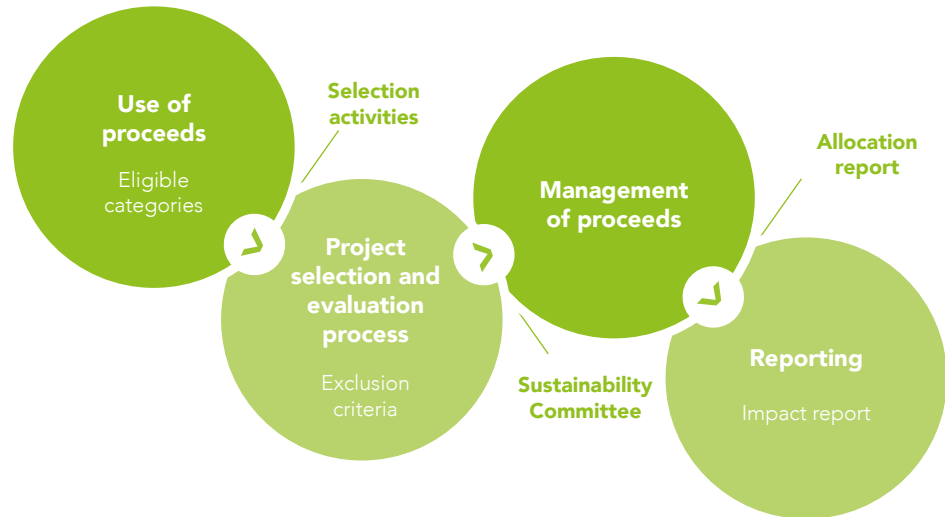 Use of
proceeds
Eligible
categories
Selection
activities
Project
selection and
evaluation
process
Exclusion
criteria
Management
of proceeds
Sustainability
Committee
Allocation
report
Reporting
Impact report